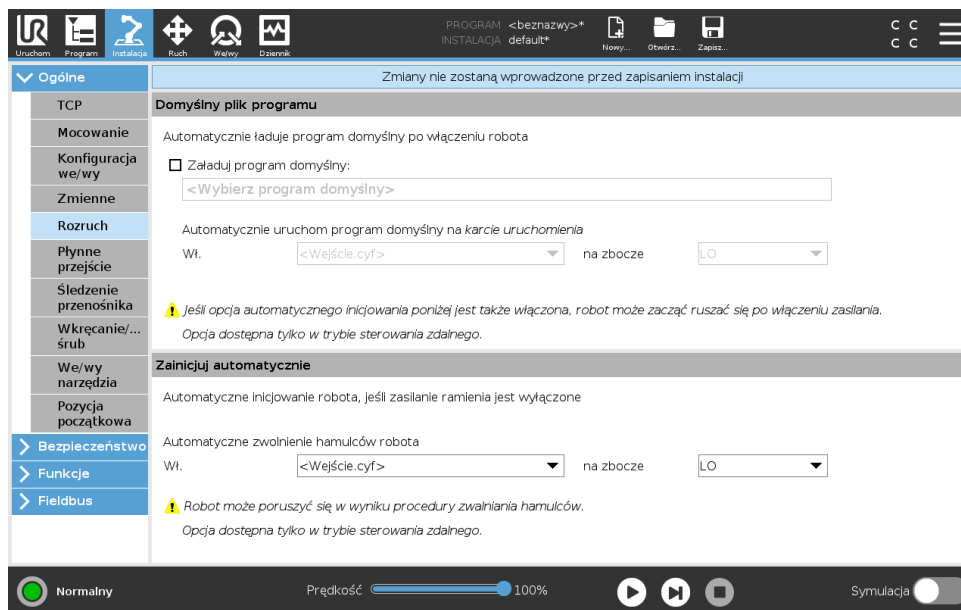 PROGRAM <beznazwy>*
INSTALACJA default*
C C
C C
Uruchom Program Instalacja Ruch We/wy Dziennik Nowy... Otwórz... Zapisz...
Ogólne
Zmiany nie zostaną wprowadzone przed zapisaniem instalacji
TCP
Mocowanie
Konfiguracja
we/wy
Zmienne
Rozruch
Płynne
przejście
Śledzenie
przenośnika
Wkręcanie/...
śrub
We/wy
narzędzia
Pozycja
początkowa
Bezpieczeństwo
Funkcje
Fieldbus
Domyślny plik programu
Automatycznie ładuje program domyślny po włączeniu robota
Załaduj program domyślny:
<Wybierz program domyślny>
Automatycznie uruchom program domyślny na karcie uruchomienia
Wł. <Wejście.cyf> na zbocze LO
Jeśli opcja automatycznego inicjowania poniżej jest także włączona, robot może zacząć ruszać się po włączeniu zasilania.
Opcja dostępna tylko w trybie sterowania zdalnego.
Zainicjuj automatycznie
Automatyczne inicjowanie robota, jeśli zasilanie ramienia jest wyłączone
Automatyczne zwolnienie hamulców robota
Wł. <Wejście.cyf> na zbocze LO
Robot może poruszyć się w wyniku procedury zwalniania hamulców.
Opcja dostępna tylko w trybie sterowania zdalnego.
Normalny Prędkość 100% Symulacja